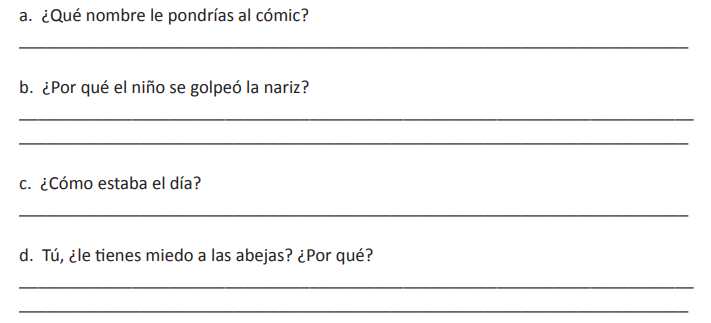 a. ¿Qué nombre le pondrías al cómic?
b. ¿Por qué el niño se golpeó la nariz?
c. ¿Cómo estaba el día?
d. Tú, ¿le tienes miedo a las abejas? ¿Por qué?